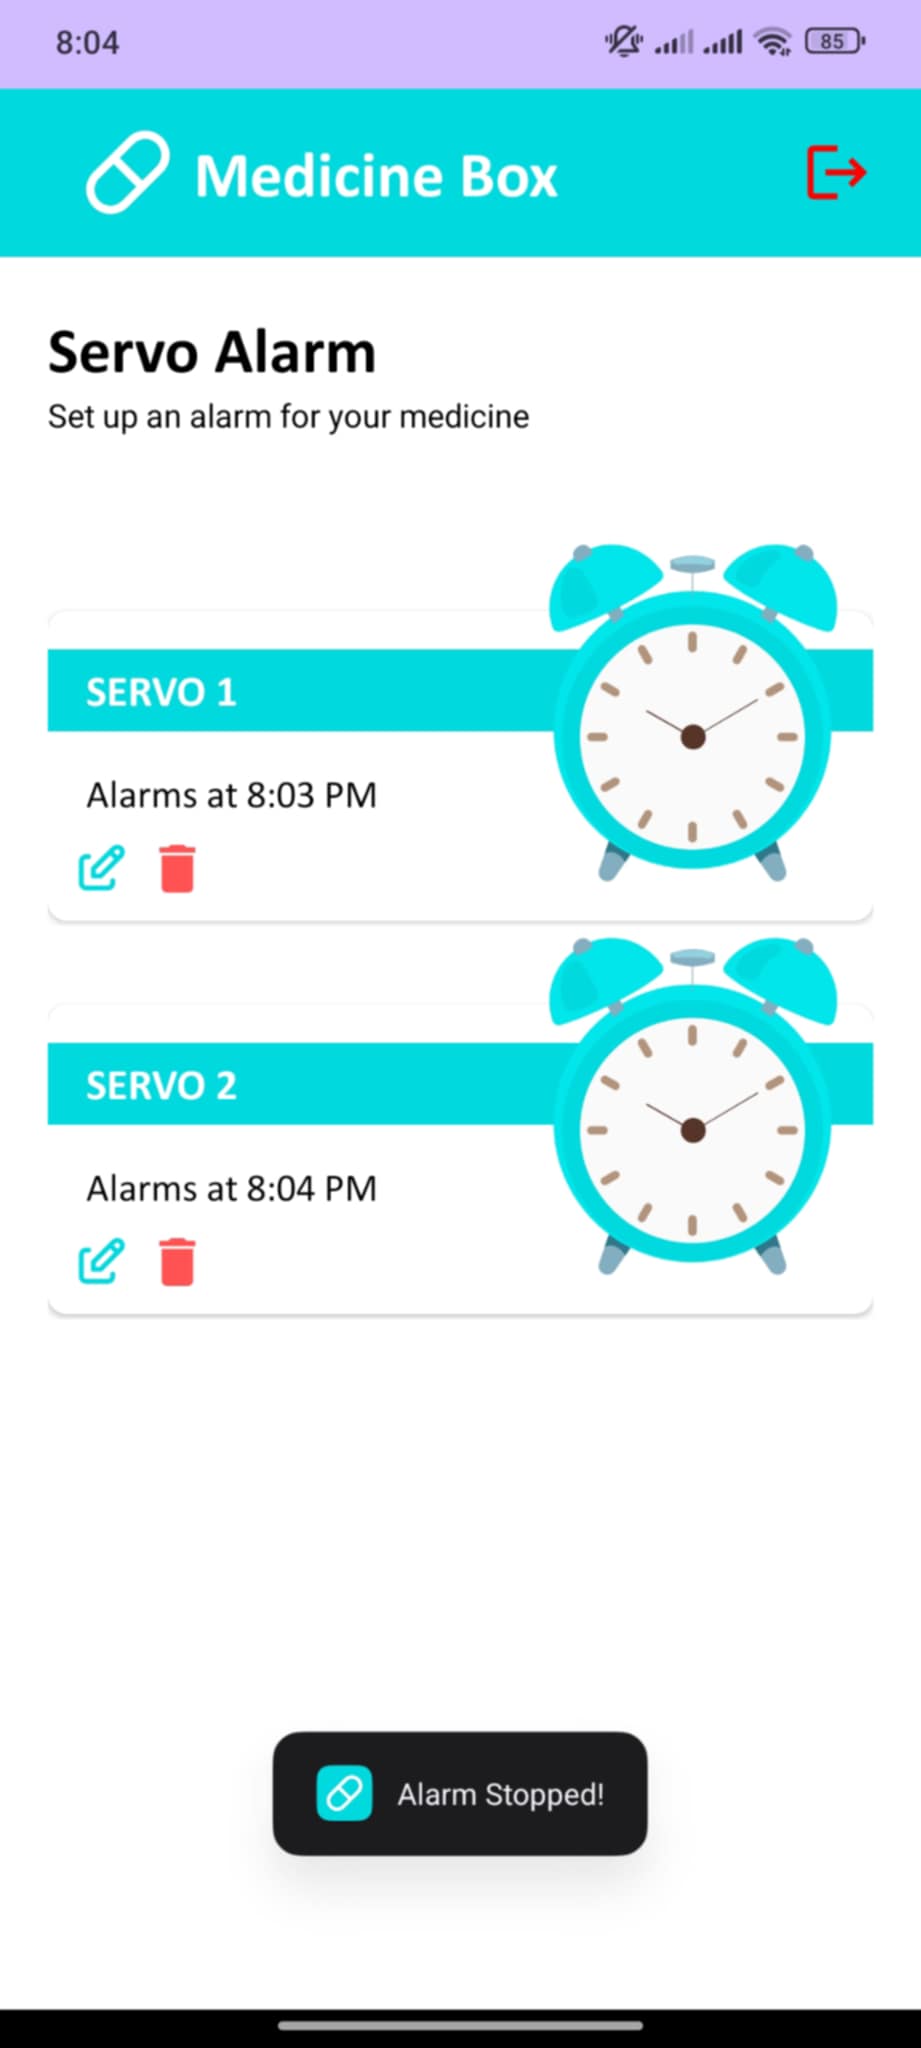 8:04
85
Medicine Box
Servo Alarm
Set up an alarm for your medicine
SERVO 1
Alarms at 8:03 PM
SERVO 2
Alarms at 8:04 PM
Alarm Stopped!